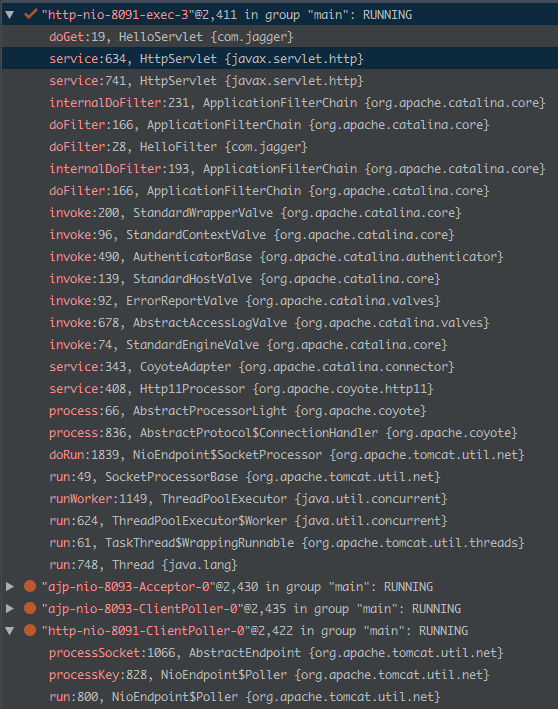 "http-nio-8091-exec-3"@2,411 in group "main": RUNNING
doGet:19, HelloServlet {com.jagger}
service:634, HttpServlet {javax.servlet.http}
service:741, HttpServlet {javax.servlet.http}
internalDoFilter:231, ApplicationFilterChain {org.apache.catalina.core}
doFilter:166, ApplicationFilterChain {org.apache.catalina.core}
doFilter:28, HelloFilter {com.jagger}
internalDoFilter:193, ApplicationFilterChain {org.apache.catalina.core}
doFilter:166, ApplicationFilterChain {org.apache.catalina.core}
invoke:200, StandardWrapperValve {org.apache.catalina.core}
invoke:96, StandardContextValve {org.apache.catalina.core}
invoke:490, AuthenticatorBase {org.apache.catalina.authenticator}
invoke:139, StandardHostValve {org.apache.catalina.core}
invoke:92, ErrorReportValve {org.apache.catalina.valves}
invoke:678, AbstractAccessLogValve {org.apache.catalina.valves}
invoke:74, StandardEngineValve {org.apache.catalina.core}
service:343, CoyoteAdapter {org.apache.catalina.connector}
service:408, Http11Processor {org.apache.coyote.http11}
process:66, AbstractProcessorLight {org.apache.coyote}
process:836, AbstractProtocol$ConnectionHandler {org.apache.coyote}
doRun:1839, NioEndpoint$SocketProcessor {org.apache.tomcat.util.net}
run:49, SocketProcessorBase {org.apache.tomcat.util.net}
runWorker:1149, ThreadPoolExecutor {java.util.concurrent}
run:624, ThreadPoolExecutor$Worker {java.util.concurrent}
run:61, TaskThread$WrappingRunnable {org.apache.tomcat.util.threads}
run:748, Thread {java.lang}
"ajp-nio-8093-Acceptor-0"@2,430 in group "main": RUNNING
"ajp-nio-8093-ClientPoller-0"@2,435 in group "main": RUNNING
"http-nio-8091-ClientPoller-0"@2,422 in group "main": RUNNING
processSocket:1066, AbstractEndpoint {org.apache.tomcat.util.net}
processKey:828, NioEndpoint$Poller {org.apache.tomcat.util.net}
run:800, NioEndpoint$Poller {org.apache.tomcat.util.net}